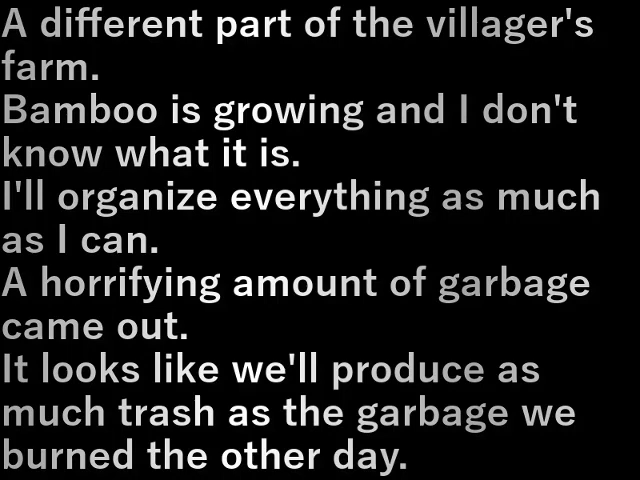 A different part of the villager's
farm.
Bamboo is growing and I don't
know what it is.
I'll organize everything as much
as I can.
A horrifying amount of garbage
came out.
It looks like we'll produce as
much trash as the garbage we
burned the other day.